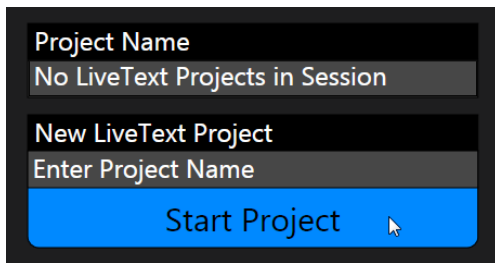 Project Name
No LiveText Projects in Session
New LiveText Project
Enter Project Name
Start Project